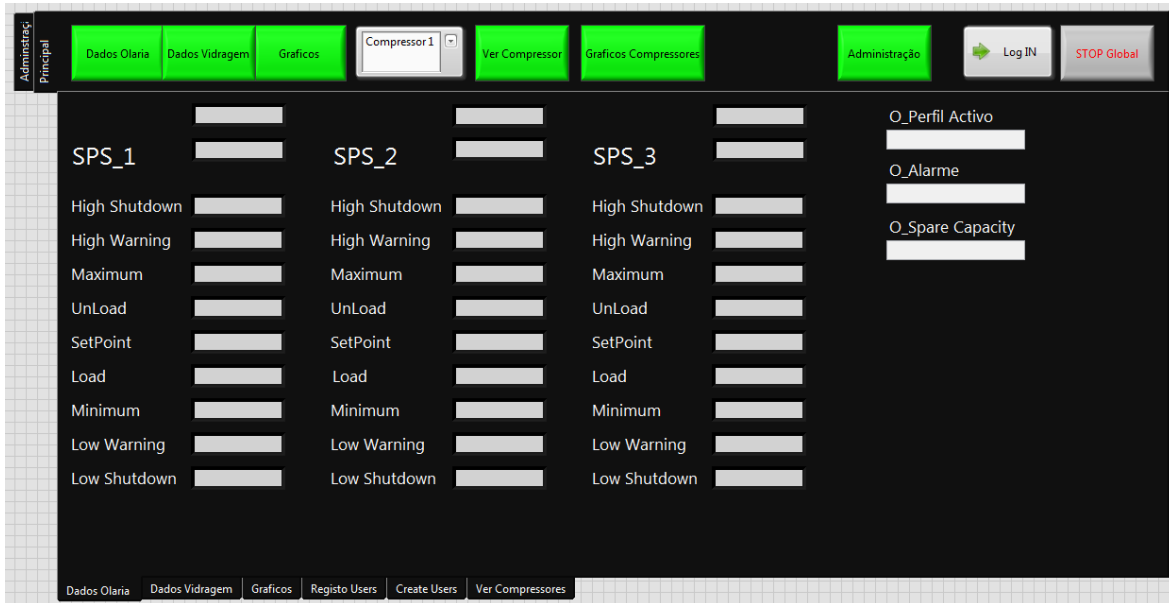 Adminstraçi
Principal
Dados Olaria
Dados Vidragem
Graficos
Compressor 1
Ver Compressor
Graficos Compressores
Administração
Log IN
STOP Global
SPS_1
High Shutdown
High Warning
Maximum
UnLoad
SetPoint
Load
Minimum
Low Warning
Low Shutdown
SPS_2
High Shutdown
High Warning
Maximum
UnLoad
SetPoint
Load
Minimum
Low Warning
Low Shutdown
SPS_3
High Shutdown
High Warning
Maximum
UnLoad
SetPoint
Load
Minimum
Low Warning
Low Shutdown
O_Perfil Activo
O_Alarme
O_Spare Capacity
Dados Olaria
Dados Vidragem
Graficos
Registo Users
Create Users
Ver Compressores